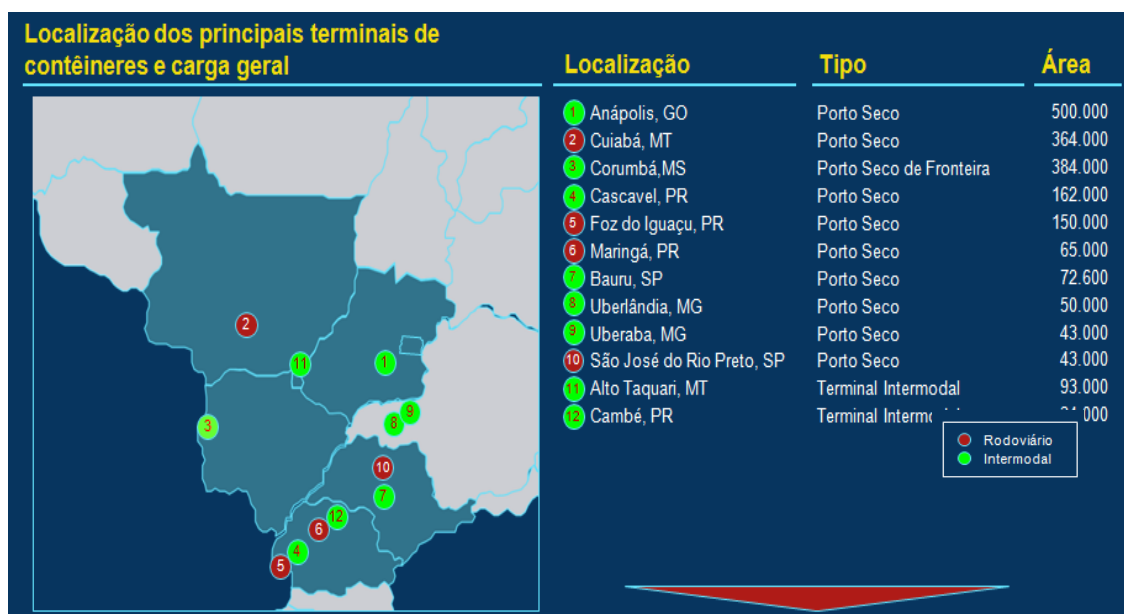 Localização dos principais terminais de
contêineres e carga geral
Localização Tipo Área
1 Anápolis, GO Porto Seco 500.000
2 Cuiabá, MT Porto Seco 364.000
3 Corumbá,MS Porto Seco de Fronteira 384.000
4 Cascavel, PR Porto Seco 162.000
5 Foz do Iguaçu, PR Porto Seco 150.000
6 Maringá, PR Porto Seco 65.000
7 Bauru, SP Porto Seco 72.600
8 Uberlândia, MG Porto Seco 50.000
9 Uberaba, MG Porto Seco 43.000
10 São José do Rio Preto, SP Porto Seco 43.000
11 Alto Taquari, MT Terminal Intermodal 93.000
12 Cambé, PR Terminal
Rodoviário
Intermodal
2
11
1
3
9
8
10
7
12
6
4
5